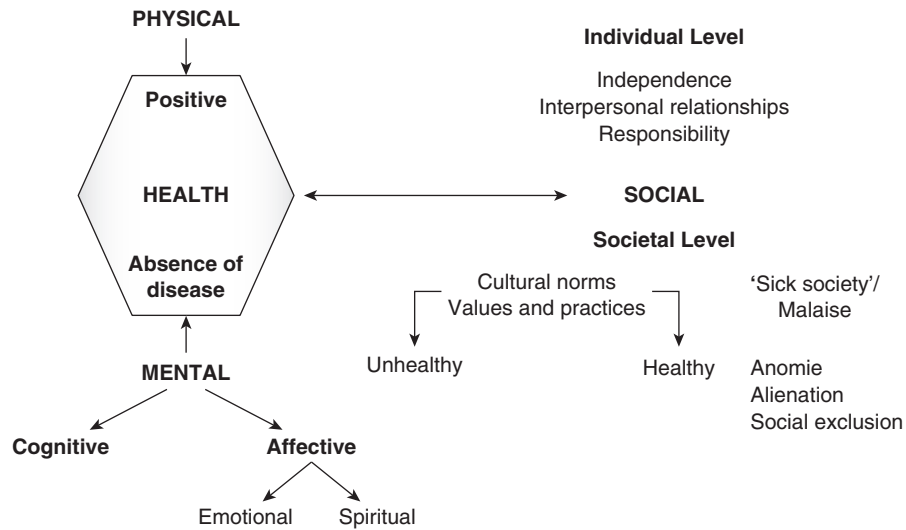 PHYSICAL
Positive
HEALTH
Absence of
disease
MENTAL
Cognitive
Affective
Emotional
Spiritual
Individual Level
Independence
Interpersonal relationships
Responsibility
SOCIAL
Societal Level
Cultural norms
Values and practices
Unhealthy
Healthy
‘Sick society’/
Malaise
Anomie
Alienation
Social exclusion